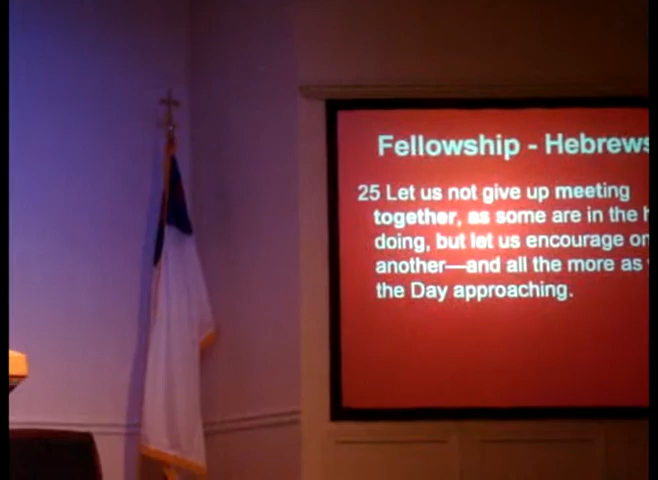 Fellowship - Hebrews
25 Let us not give up meeting
together, as some are in the
doing, but let us encourage
another—and all the more as
the Day approaching.